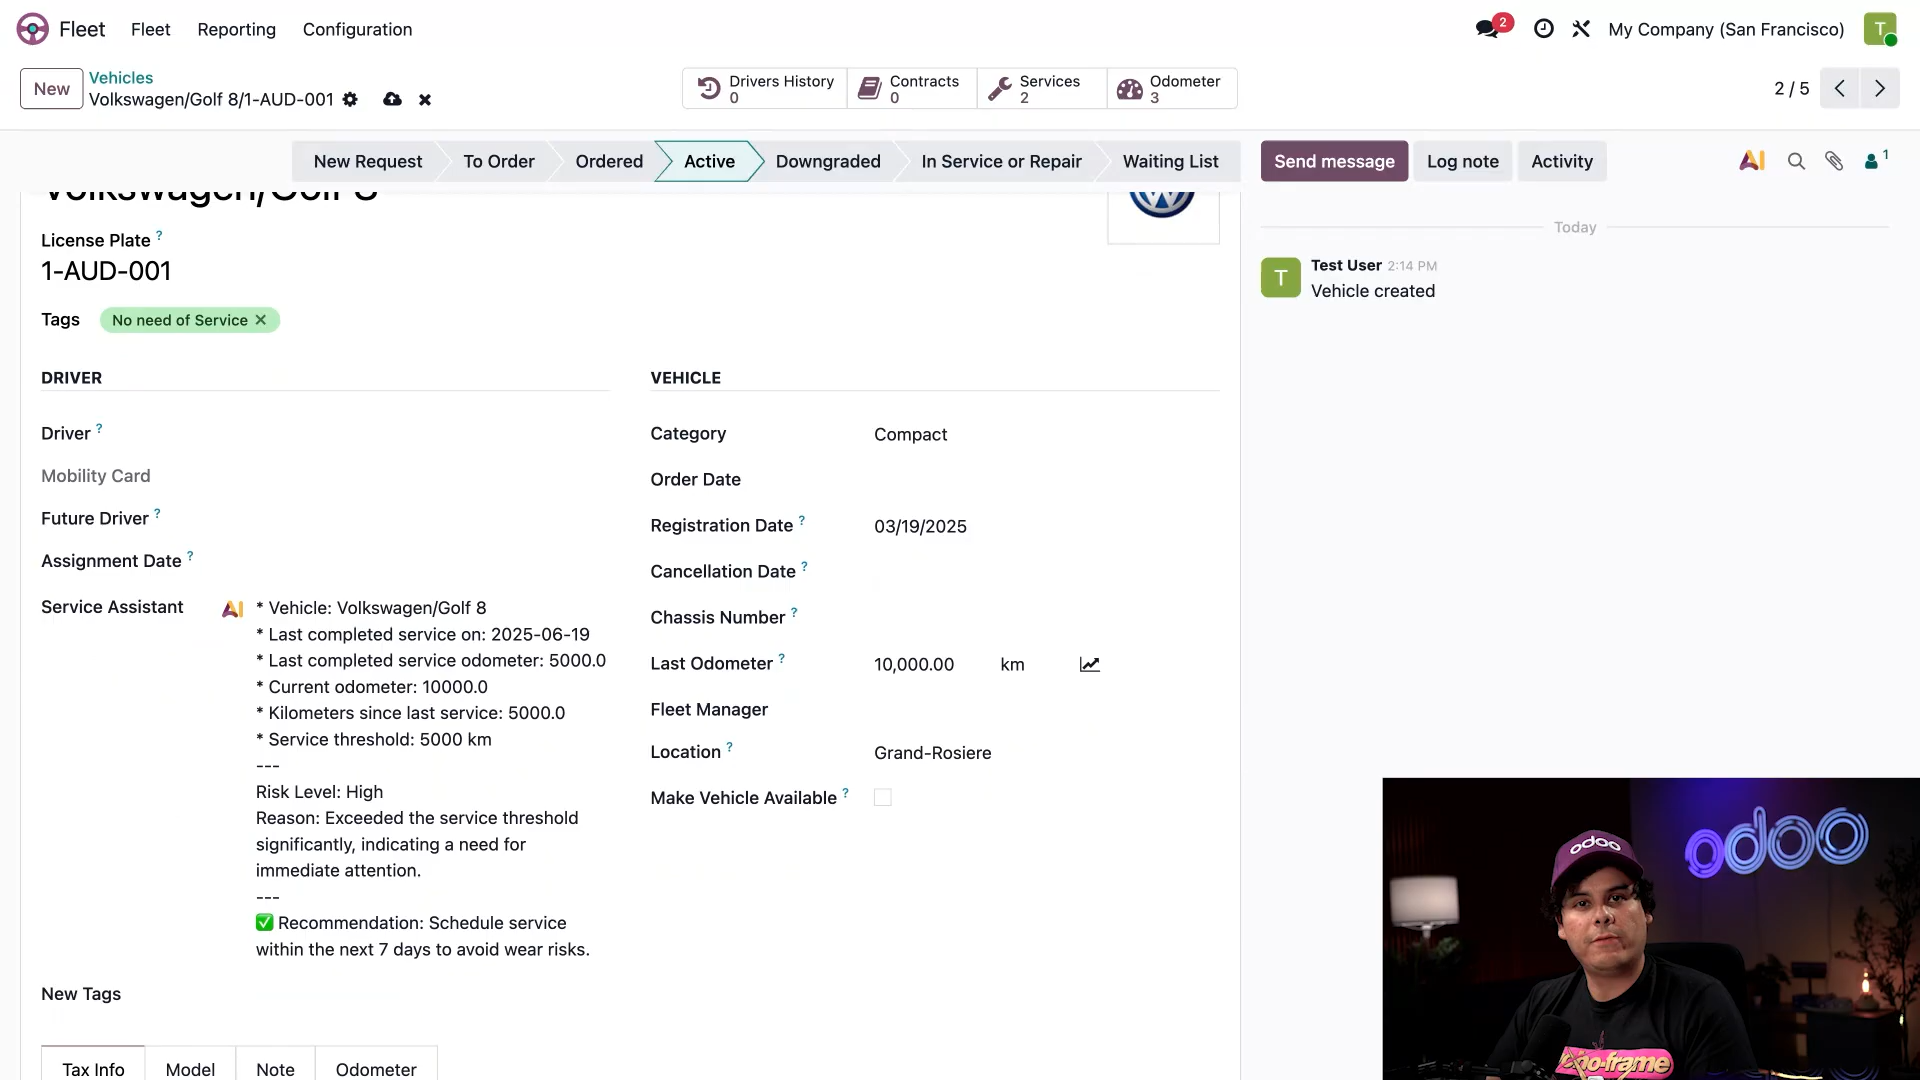 Fleet Fleet Reporting Configuration 2 My Company (San Francisco) T
New Vehicles
Volkswagen/Golf 8/1-AUD-001
Drivers History 0 Contracts 0 Services 2 Odometer 3
2 / 5
New Request To Order Ordered Active Downgraded In Service or Repair Waiting List
Send message Log note Activity AI 1
Volkswagen/Golf 8
License Plate ?
1-AUD-001
Tags No need of Service
DRIVER
Driver ?
Mobility Card
Future Driver ?
Assignment Date ?
Service Assistant AI * Vehicle: Volkswagen/Golf 8
* Last completed service on: 2025-06-19
* Last completed service odometer: 5000.0
* Current odometer: 10000.0
* Kilometers since last service: 5000.0
* Service threshold: 5000 km
---
Risk Level: High
Reason: Exceeded the service threshold
significantly, indicating a need for
immediate attention.
---
✅ Recommendation: Schedule service
within the next 7 days to avoid wear risks.
New Tags
VEHICLE
Category Compact
Order Date
Registration Date ? 03/19/2025
Cancellation Date ?
Chassis Number ?
Last Odometer ? 10,000.00 km
Fleet Manager
Location ? Grand-Rosiere
Make Vehicle Available ?
Tax Info Model Note Odometer
Today
T Test User 2:14 PM
Vehicle created
odoo
odoo